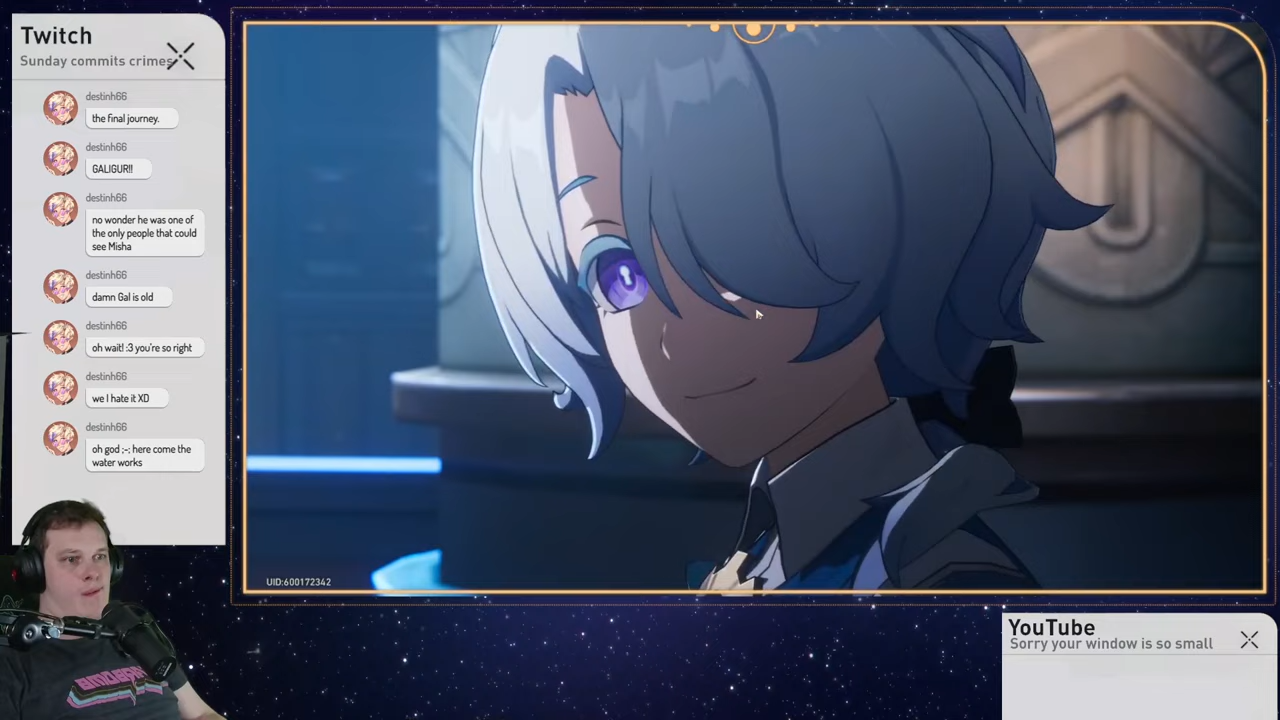 Twitch
Sunday commits crimes
destinh66
the final journey.
destinh66
GALIGUR!!
destinh66
no wonder he was one of
the only people that could
see Misha
destinh66
damn Gal is old
destinh66
oh wait! :3 you're so right
destinh66
we I hate it XD
destinh66
oh god ;-; here come the
water works
UID:600172342
YouTube
Sorry your window is so small